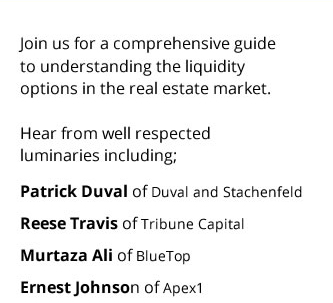 Join us for a comprehensive guide
to understanding the liquidity
options in the real estate market.
Hear from well respected
luminaries including;
Patrick Duval of Duval and Stachenfeld
Reese Travis of Tribune Capital
Murtaza Ali of BlueTop
Ernest Johnson of Apex1